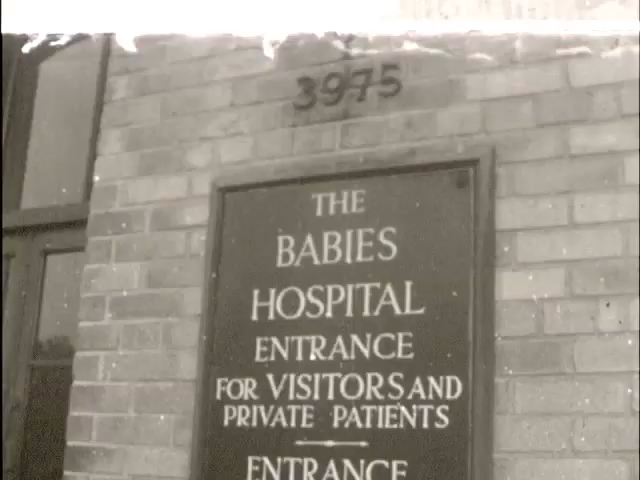 3975
THE
BABIES
HOSPITAL
ENTRANCE
FOR VISITORS AND
PRIVATE PATIENTS
ENTRANCE